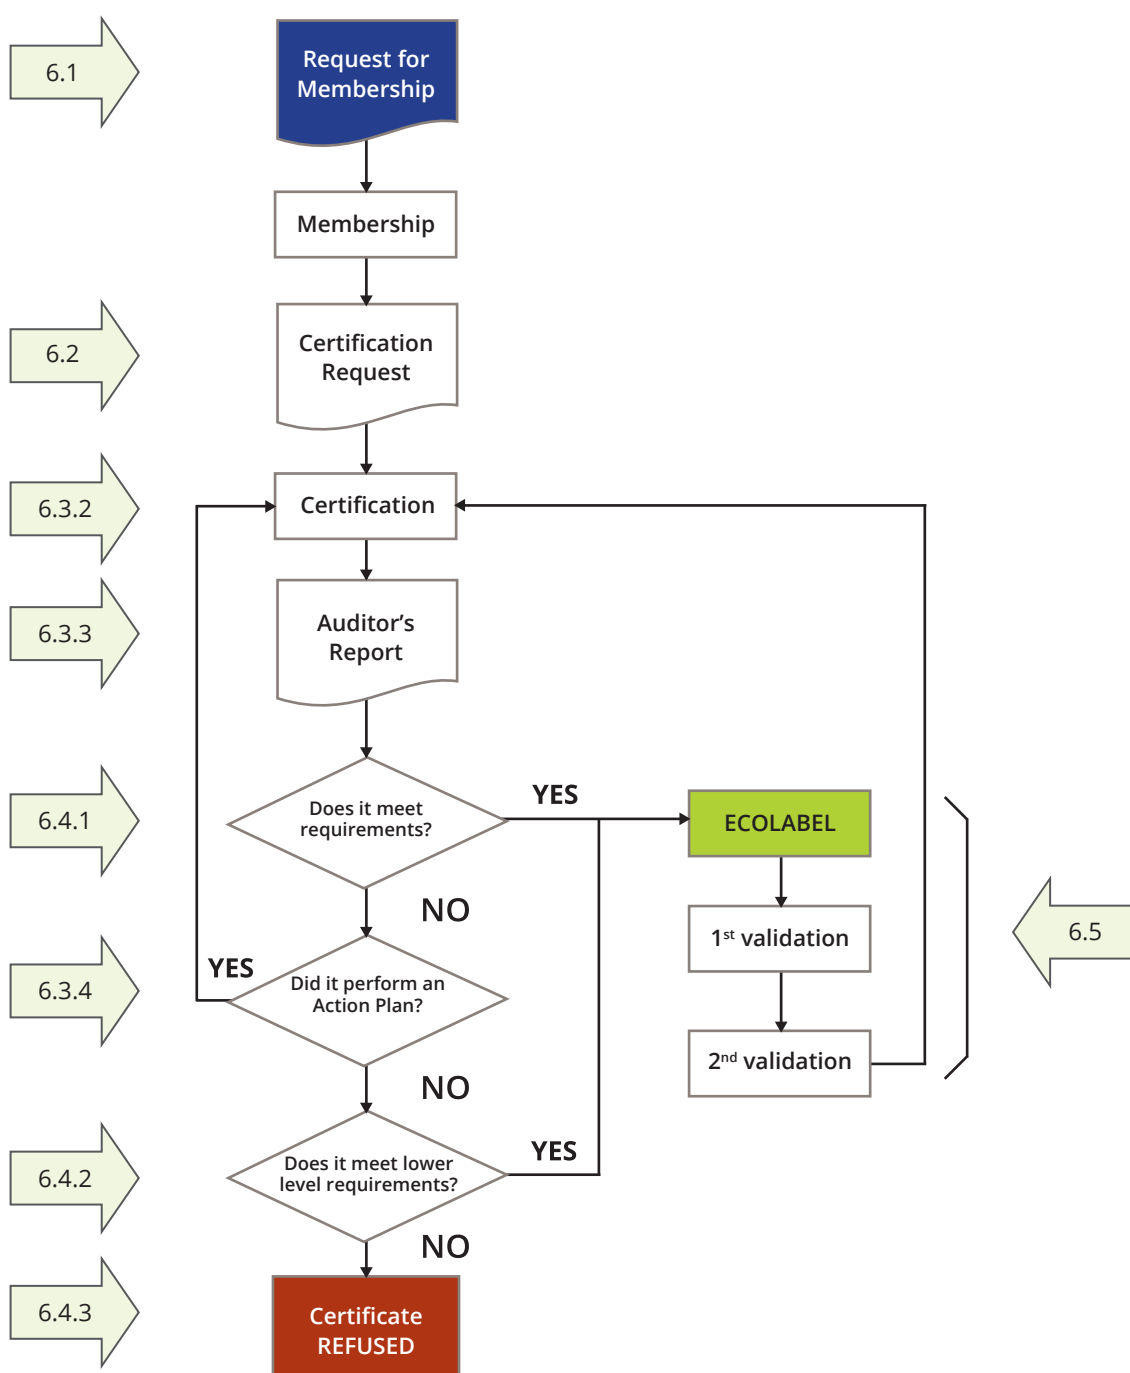 6.1
Request for
Membership
Membership
6.2
Certification
Request
6.3.2
Certification
6.3.3
Auditor’s
Report
6.4.1
Does it meet
requirements?
YES
ECOLABEL
NO
1st validation
6.5
6.3.4
YES
Did it perform an
Action Plan?
2nd validation
NO
6.4.2
Does it meet lower
level requirements?
YES
NO
6.4.3
Certificate
REFUSED